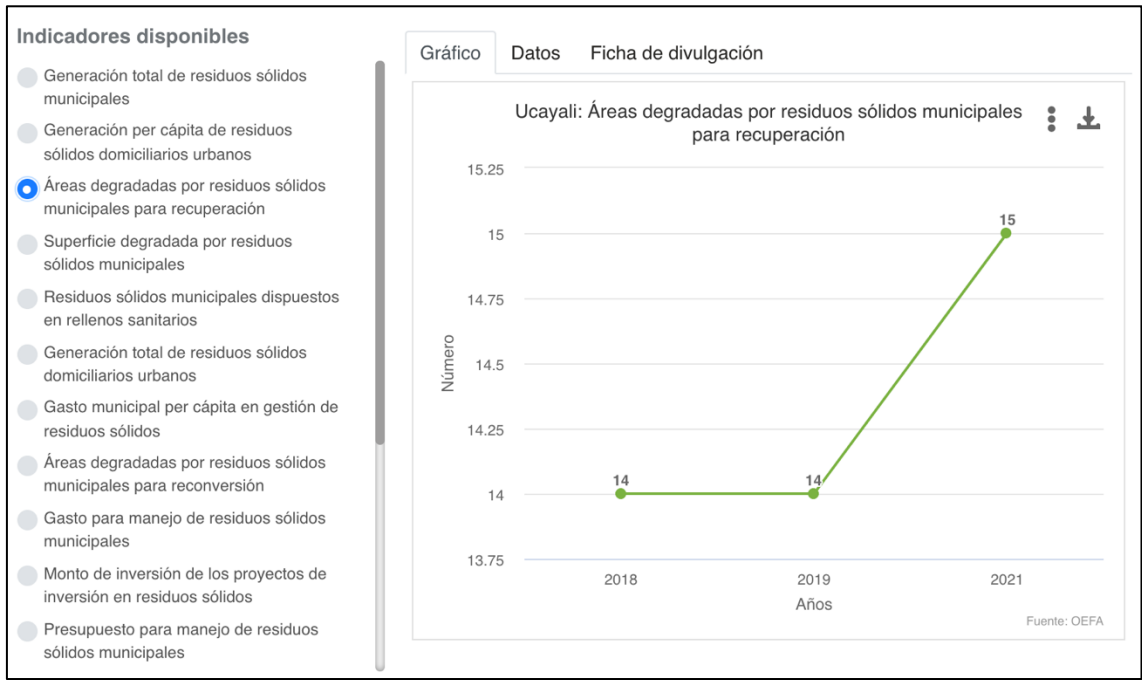 Indicadores disponibles
Generación total de residuos sólidos
municipales
Generación per cápita de residuos
sólidos domiciliarios urbanos
Áreas degradadas por residuos sólidos
municipales para recuperación
Superficie degradada por residuos
sólidos municipales
Residuos sólidos municipales dispuestos
en rellenos sanitarios
Generación total de residuos sólidos
domiciliarios urbanos
Gasto municipal per cápita en gestión de
residuos sólidos
Áreas degradadas por residuos sólidos
municipales para reconversión
Gasto para manejo de residuos sólidos
municipales
Monto de inversión de los proyectos de
inversión en residuos sólidos
Presupuesto para manejo de residuos
sólidos municipales
Gráfico Datos Ficha de divulgación
Ucayali: Áreas degradadas por residuos sólidos municipales
para recuperación
15.25
15
14.75
14.5
14.25
14
13.75
Número
14
14
15
2018 2019 2021
Años
Fuente: OEFA